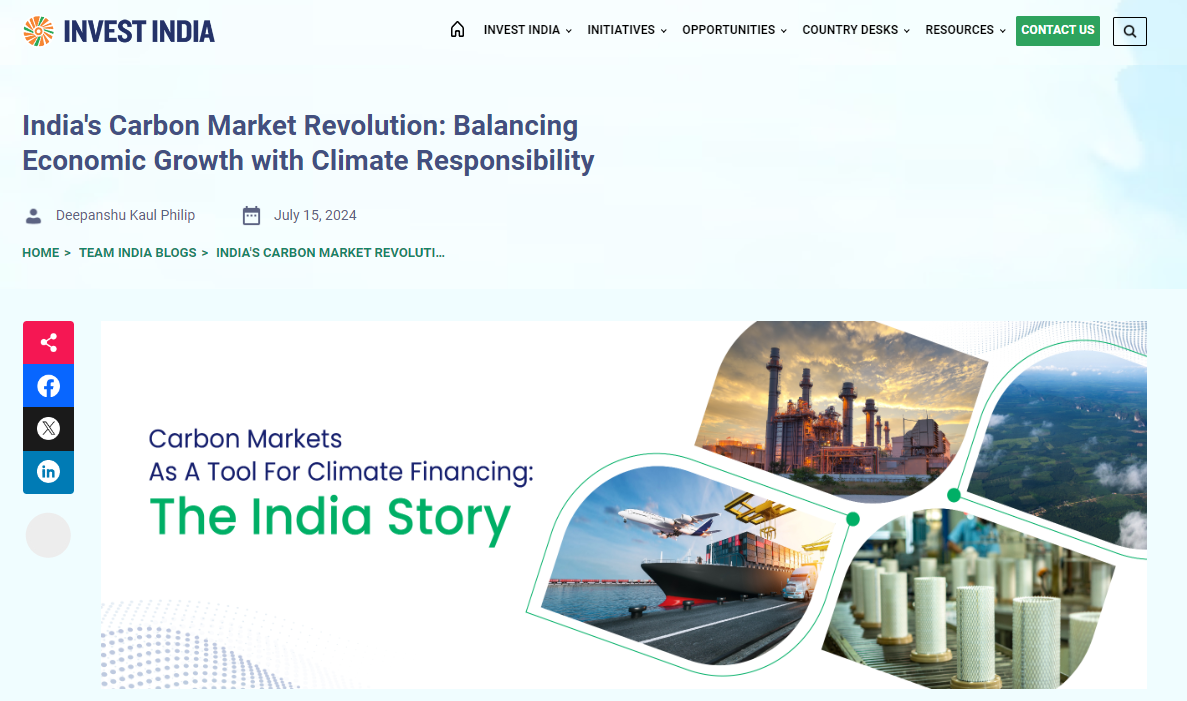 INVEST INDIA
INVEST INDIA INITIATIVES OPPORTUNITIES COUNTRY DESKS RESOURCES CONTACT US
India's Carbon Market Revolution: Balancing
Economic Growth with Climate Responsibility
Deepanshu Kaul Philip July 15, 2024
HOME > TEAM INDIA BLOGS > INDIA'S CARBON MARKET REVOLUTI...
Carbon Markets
As A Tool For Climate Financing:
The India Story